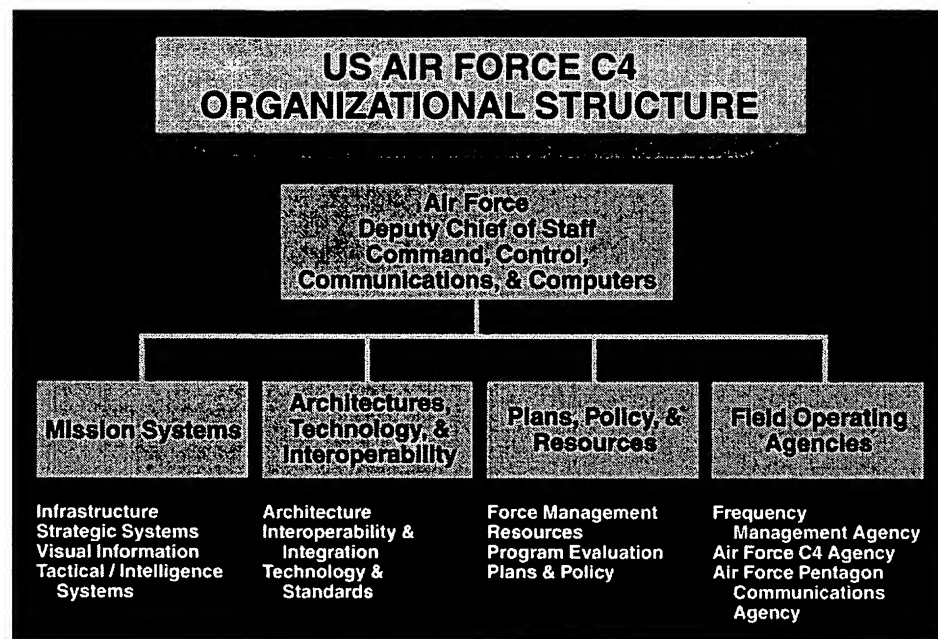 US AIR FORCE C4
ORGANIZATIONAL STRUCTURE
Air Force
Deputy Chief of Staff
Command, Control,
Communications, & Computers
Mission Systems
Architectures,
Technology, &
Interoperability
Plans, Policy, &
Resources
Field Operating
Agencies
Infrastructure
Strategic Systems
Visual Information
Tactical / Intelligence
Systems
Architecture
Interoperability &
Integration
Technology &
Standards
Force Management
Resources
Program Evaluation
Plans & Policy
Frequency
Management Agency
Air Force C4 Agency
Air Force Pentagon
Communications
Agency